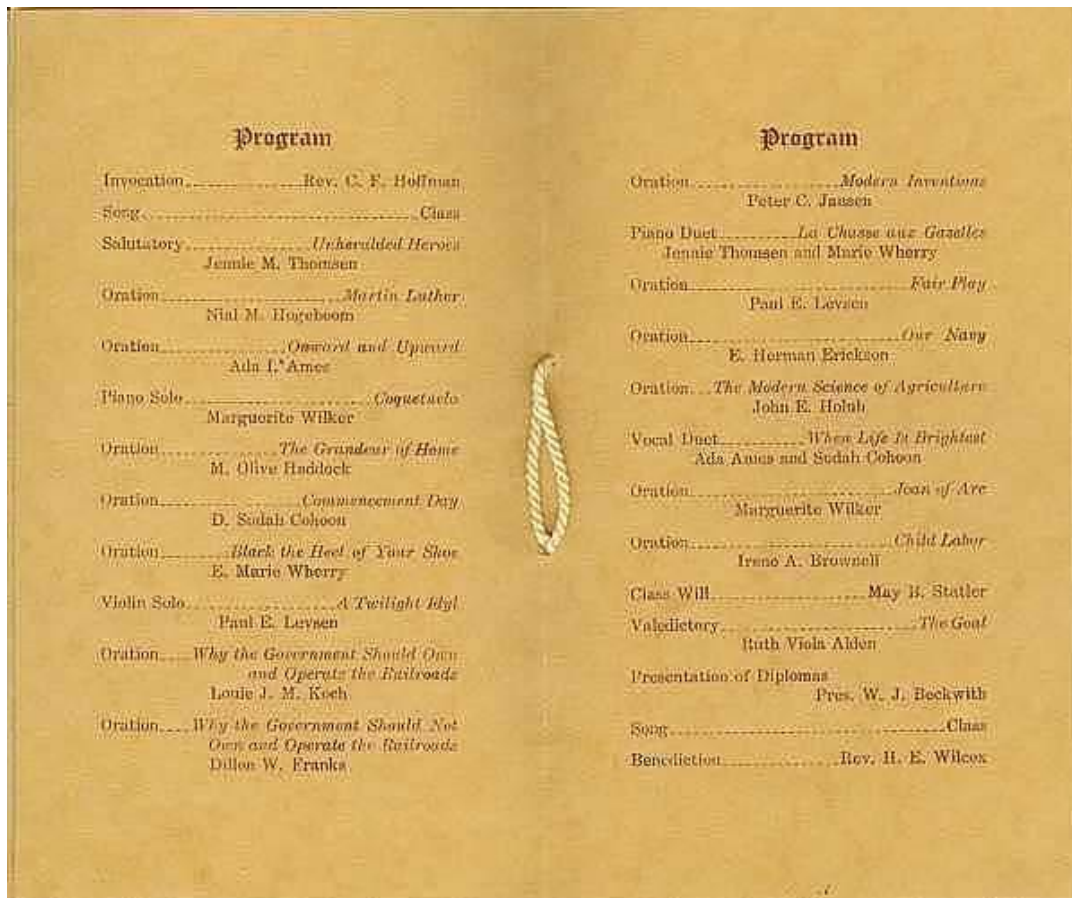 Program
Invocation Rev. C. F. Hoffman
Song Class
Salutatory Unheralded Heroes
Jennie M. Thomsen
Oration Martin Luther
Nial M. Hogeboom
Oration Onward and Upward
Ada I. Ames
Piano Solo
Marguerite Wilker
Oration The Grandeur of Home
M. Olive Haddock
Oration Commencement Day
D. Sudah Cohoon
Oration Black the Heel of Your Shoe
E. Marie Wherry
Violin Solo A Twilight Idyl
Paul E. Levsen
Oration Why the Government Should Own
and Operate the Railroads
Louie J. M. Koch
Oration Why the Government Should Not
Own and Operate the Railroads
Dillon W. Franks
Program
Oration Modern Inventions
Peter C. Jansen
Piano Duet La Chasse aux Gazelles
Jennie Thomsen and Marie Wherry
Oration Fair Play
Paul E. Levsen
Oration Our Navy
E. Herman Erickson
Oration The Modern Science of Agriculture
John E. Holub
Vocal Duet When Life Is Brightest
Ada Ames and Sudah Cohoon
Oration Joan of Arc
Marguerite Wilker
Oration Child Labor
Irene A. Brownell
Class Will May B. Statler
Valedictory The Goal
Ruth Viola Alden
Presentation of Diplomas
Pres. W. J. Beckwith
Song Class
Benediction Rev. H. E. Wilcox